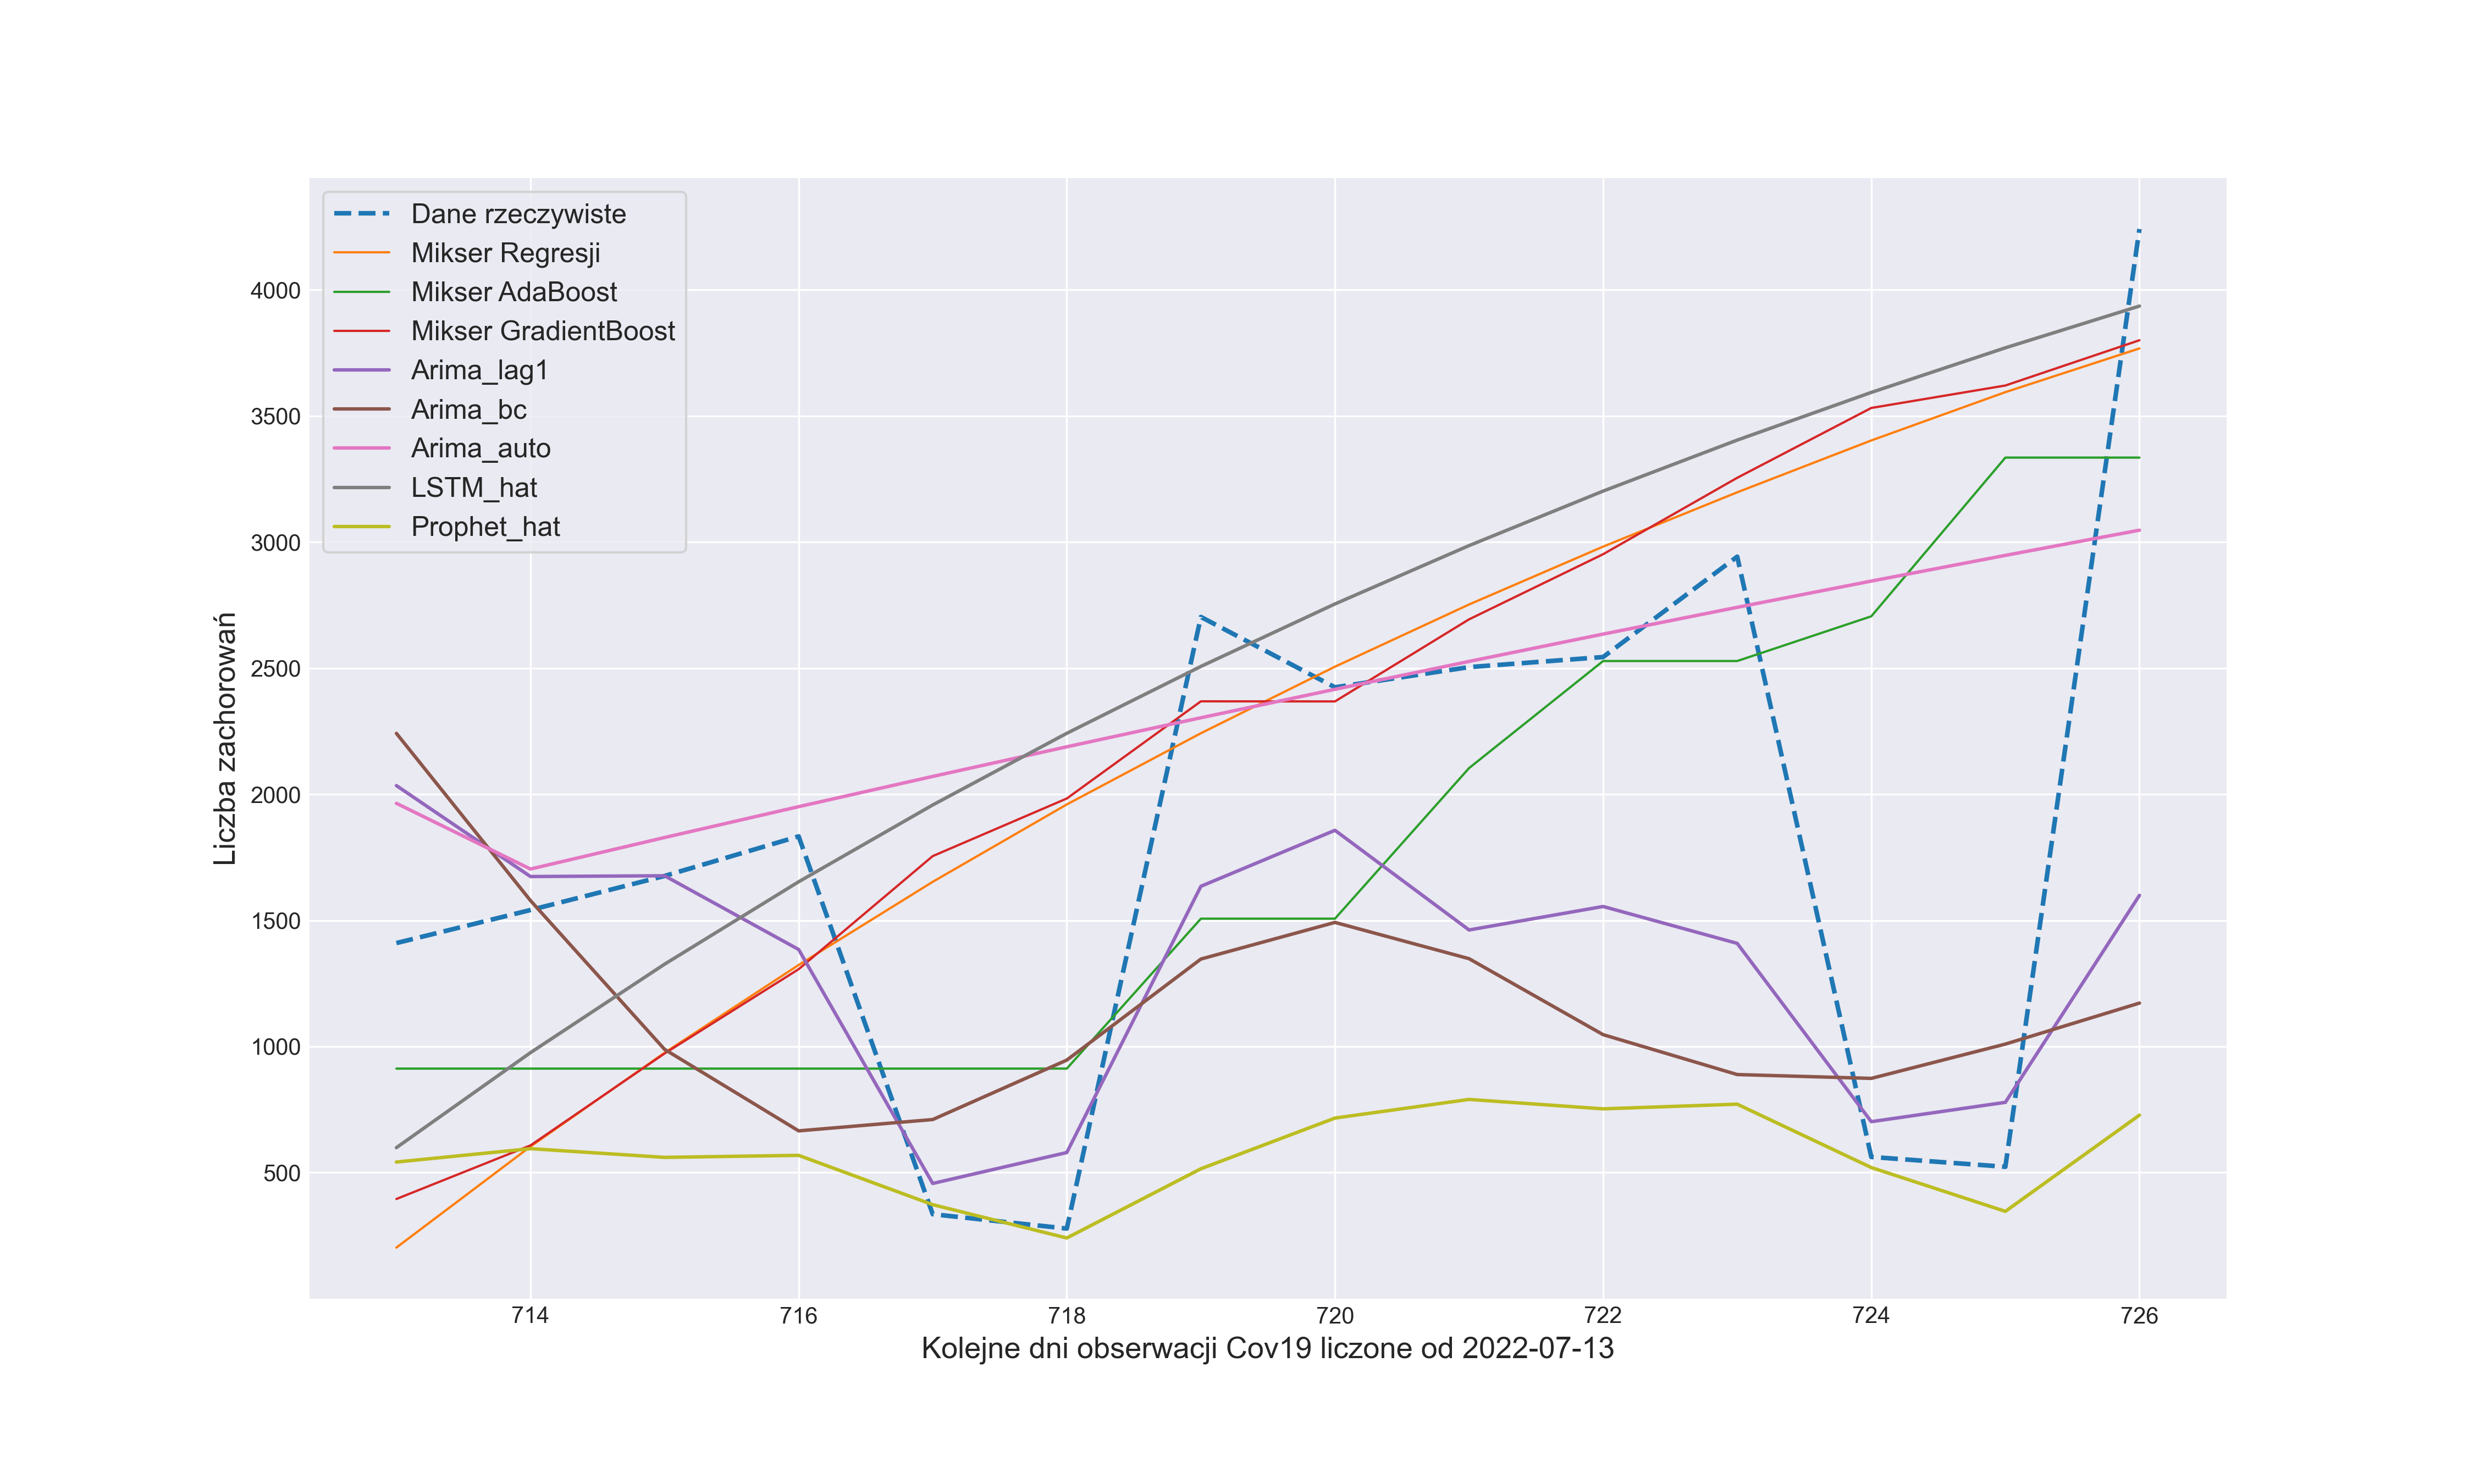 Dane rzeczywiste
Mikser Regresji
Mikser AdaBoost
Mikser GradientBoost
Arima_lag1
Arima_bc
Arima_auto
LSTM_hat
Prophet_hat
4000
3500
3000
2500
2000
1500
1000
500
Liczba zachorowań
714 716 718 720 722 724 726
Kolejne dni obserwacji Cov19 liczone od 2022-07-13